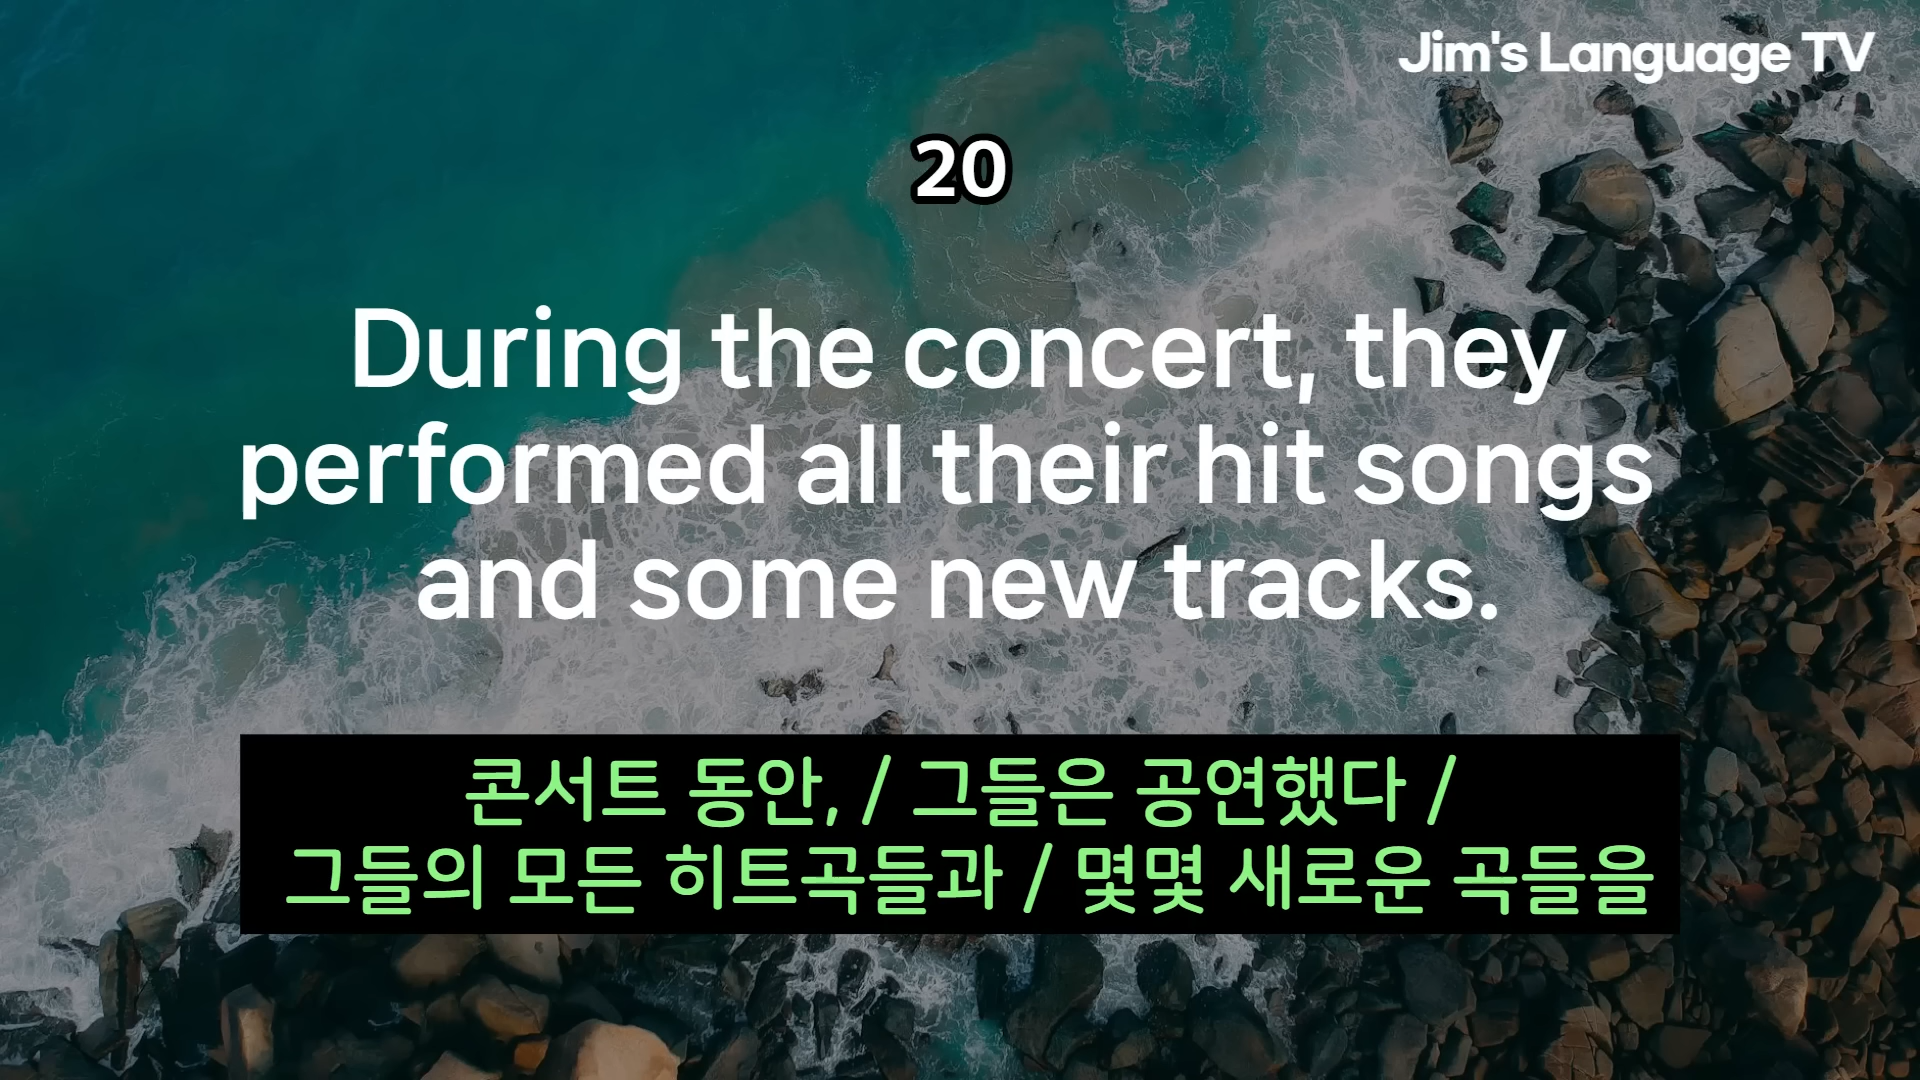 Jim's Language TV
20
During the concert, they
performed all their hit songs
and some new tracks.
콘서트 동안, / 그들은 공연했다 /
그들의 모든 히트곡들과 / 몇몇 새로운 곡들을